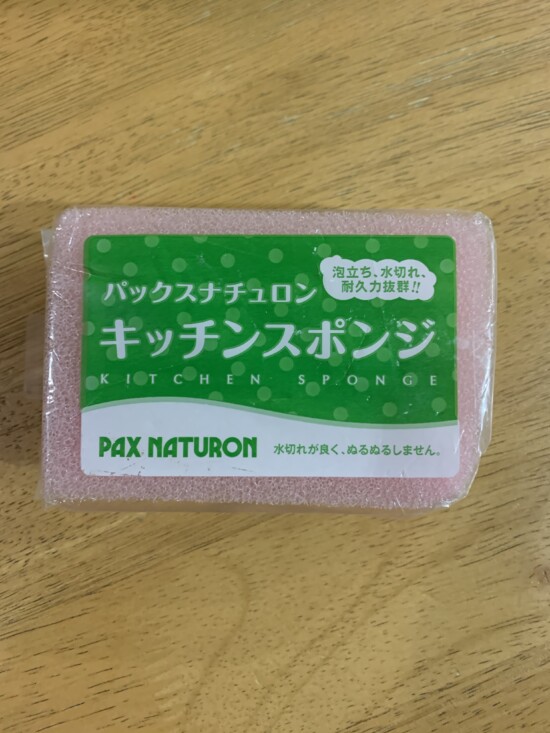 泡立ち、水切れ、
耐久力抜群!!
パックスナチュロン
キッチンスポンジ
KITCHEN SPONGE
PAX NATURON
水切れが良く、ぬるぬるしません。